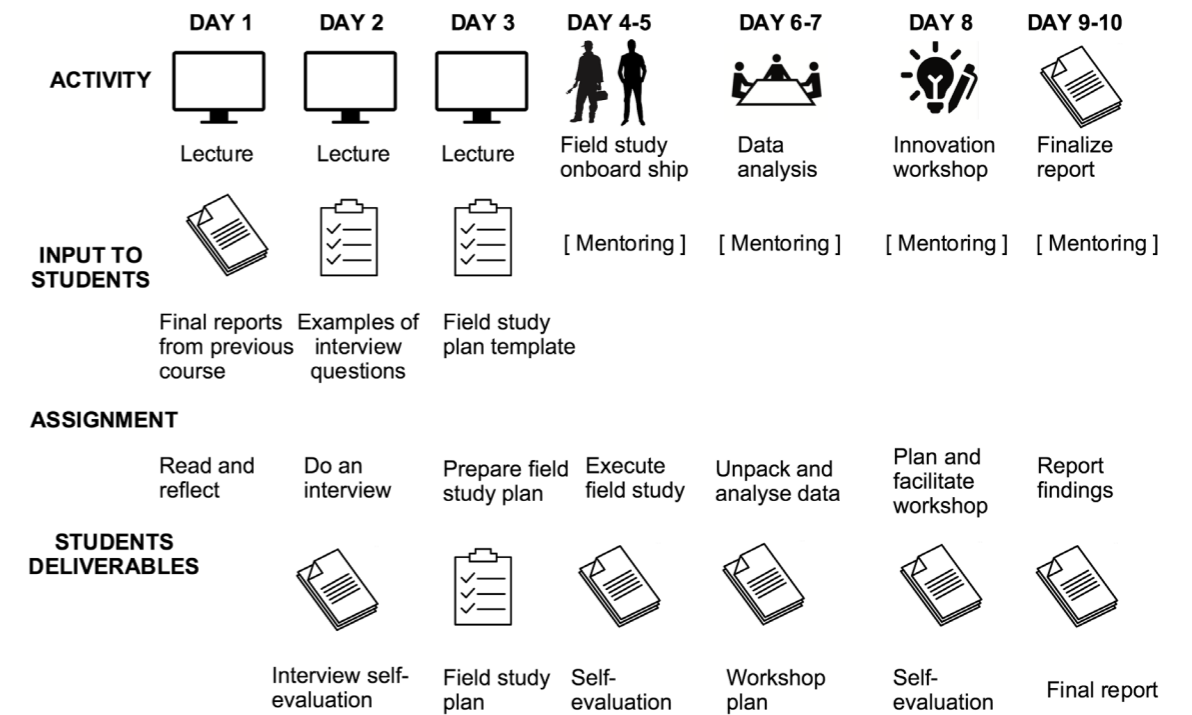 DAY 1 DAY 2 DAY 3 DAY 4-5 DAY 6-7 DAY 8 DAY 9-10
ACTIVITY
Lecture Lecture Lecture Field study onboard ship Data analysis Innovation workshop Finalize report
INPUT TO STUDENTS
[ Mentoring ] [ Mentoring ] [ Mentoring ] [ Mentoring ]
Final reports from previous course Examples of interview questions Field study plan template
ASSIGNMENT
Read and reflect Do an interview Prepare field study plan Execute field study Unpack and analyse data Plan and facilitate workshop Report findings
STUDENTS DELIVERABLES
Interview self-evaluation Field study plan Self-evaluation Workshop plan Self-evaluation Final report